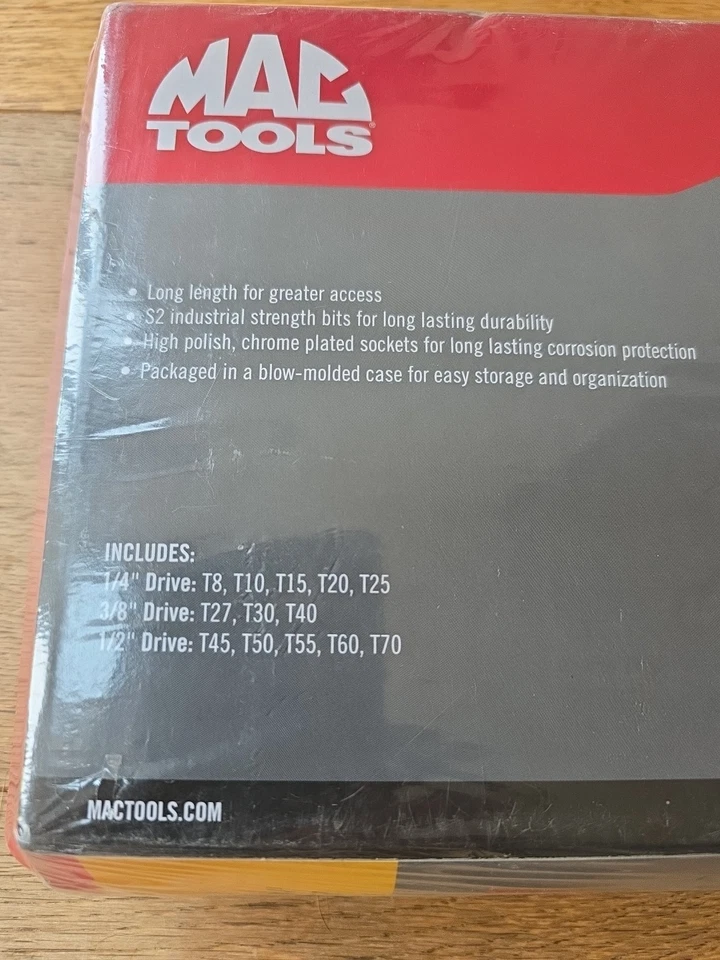 MAC
TOOLS
• Long length for greater access
• S2 industrial strength bits for long lasting durability
• High polish, chrome plated sockets for long lasting corrosion protection
• Packaged in a blow-molded case for easy storage and organization
INCLUDES:
1/4" Drive: T8, T10, T15, T20, T25
3/8" Drive: T27, T30, T40
1/2" Drive: T45, T50, T55, T60, T70
MACTOOLS.COM